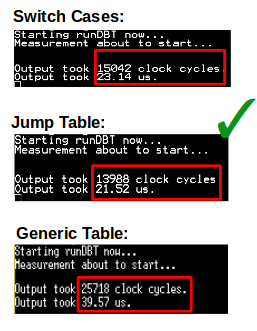 Switch Cases:
Starting runDBT now...
Measurement about to start...
Output took 15042 clock cycles
Output took 23.14 us.
Jump Table:
Starting runDBT now...
Measurement about to start...
Output took 13988 clock cycles
Output took 21.52 us.
Generic Table:
Starting runDBT now...
Measurement about to start...
Output took 25718 clock cycles.
Output took 39.57 us.